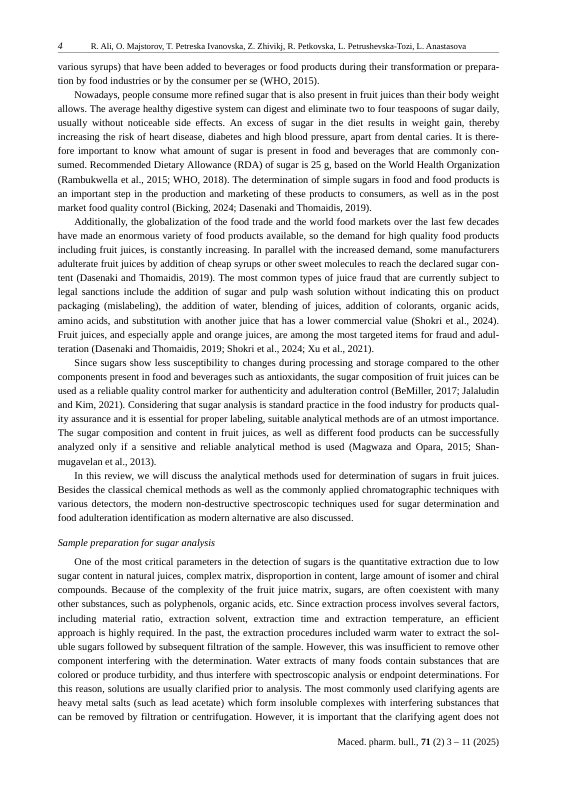 4 R. Ali, O. Majstorov, T. Petreska Ivanovska, Z. Zhivikj, R. Petkovska, L. Petrushevska-Tozi, L. Anastasova
various syrups) that have been added to beverages or food products during their transformation or prepara-
tion by food industries or by the consumer per se (WHO, 2015).
Nowadays, people consume more refined sugar that is also present in fruit juices than their body weight
allows. The average healthy digestive system can digest and eliminate two to four teaspoons of sugar daily,
usually without noticeable side effects. An excess of sugar in the diet results in weight gain, thereby
increasing the risk of heart disease, diabetes and high blood pressure, apart from dental caries. It is there-
fore important to know what amount of sugar is present in food and beverages that are commonly con-
sumed. Recommended Dietary Allowance (RDA) of sugar is 25 g, based on the World Health Organization
(Rambukwella et al., 2015; WHO, 2018). The determination of simple sugars in food and food products is
an important step in the production and marketing of these products to consumers, as well as in the post
market food quality control (Bicking, 2024; Dasenaki and Thomaidis, 2019).
Additionally, the globalization of the food trade and the world food markets over the last few decades
have made an enormous variety of food products available, so the demand for high quality food products
including fruit juices, is constantly increasing. In parallel with the increased demand, some manufacturers
adulterate fruit juices by addition of cheap syrups or other sweet molecules to reach the declared sugar con-
tent (Dasenaki and Thomaidis, 2019). The most common types of juice fraud that are currently subject to
legal sanctions include the addition of sugar and pulp wash solution without indicating this on product
packaging (mislabeling), the addition of water, blending of juices, addition of colorants, organic acids,
amino acids, and substitution with another juice that has a lower commercial value (Shokri et al., 2024).
Fruit juices, and especially apple and orange juices, are among the most targeted items for fraud and adul-
teration (Dasenaki and Thomaidis, 2019; Shokri et al., 2024; Xu et al., 2021).
Since sugars show less susceptibility to changes during processing and storage compared to the other
components present in food and beverages such as antioxidants, the sugar composition of fruit juices can be
used as a reliable quality control marker for authenticity and adulteration control (BeMiller, 2017; Jalaludin
and Kim, 2021). Considering that sugar analysis is standard practice in the food industry for products qual-
ity assurance and it is essential for proper labeling, suitable analytical methods are of an utmost importance.
The sugar composition and content in fruit juices, as well as different food products can be successfully
analyzed only if a sensitive and reliable analytical method is used (Magwaza and Opara, 2015; Shan-
mugavelan et al., 2013).
In this review, we will discuss the analytical methods used for determination of sugars in fruit juices.
Besides the classical chemical methods as well as the commonly applied chromatographic techniques with
various detectors, the modern non-destructive spectroscopic techniques used for sugar determination and
food adulteration identification as modern alternative are also discussed.
Sample preparation for sugar analysis
One of the most critical parameters in the detection of sugars is the quantitative extraction due to low
sugar content in natural juices, complex matrix, disproportion in content, large amount of isomer and chiral
compounds. Because of the complexity of the fruit juice matrix, sugars, are often coexistent with many
other substances, such as polyphenols, organic acids, etc. Since extraction process involves several factors,
including material ratio, extraction solvent, extraction time and extraction temperature, an efficient
approach is highly required. In the past, the extraction procedures included warm water to extract the sol-
uble sugars followed by subsequent filtration of the sample. However, this was insufficient to remove other
component interfering with the determination. Water extracts of many foods contain substances that are
colored or produce turbidity, and thus interfere with spectroscopic analysis or endpoint determinations. For
this reason, solutions are usually clarified prior to analysis. The most commonly used clarifying agents are
heavy metal salts (such as lead acetate) which form insoluble complexes with interfering substances that
can be removed by filtration or centrifugation. However, it is important that the clarifying agent does not
Maced. pharm. bull., 71 (2) 3 – 11 (2025)